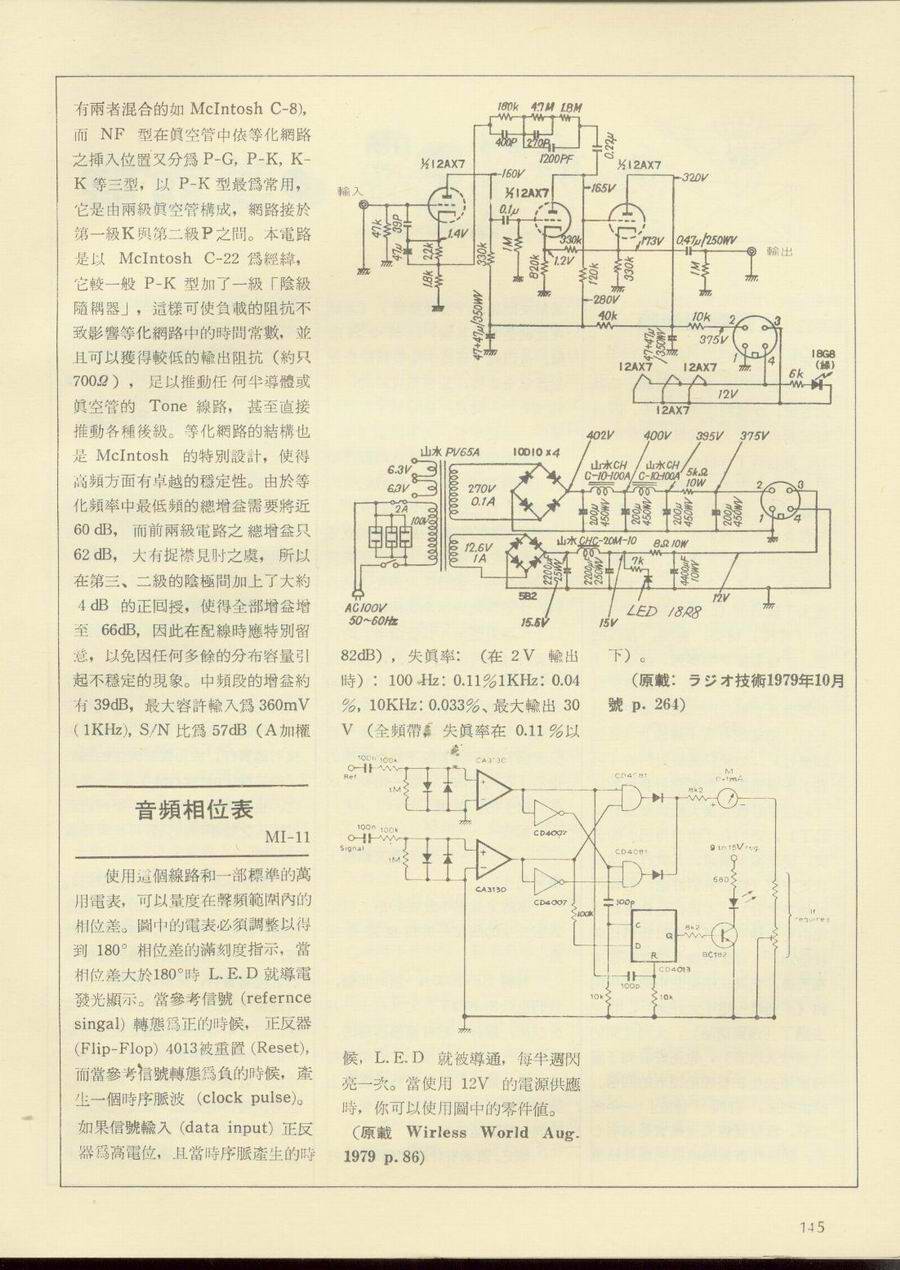 有兩者混合的如 McIntosh C-8),
而 NF 型在眞空管中依等化網路
之挿入位置又分爲 P-G, P-K, K-
K 等三型，以 P-K 型最爲常用，
它是由兩級眞空管構成，網路接於
第一級K與第二級P之間。本電路
是以 McIntosh C-22 爲經緯，
它較一般 P-K 型加了一級「陰級
隨耦器」，這樣可使負載的阻抗不
致影響等化網路中的時間常數，並
且可以獲得較低的輸出阻抗（約只
700Ω），足以推動任何半導體或
眞空管的 Tone 線路，甚至直接
推動各種後級。等化網路的結構也
是 McIntosh 的特別設計，使得
高頻方面有卓越的穩定性。由於等
化頻率中最低頻的總增益需要將近
60 dB, 而前兩級電路之總增益只
62 dB, 大有捉襟見肘之虞，所以
在第三、二級的陰極間加上了大約
4 dB 的正回授，使得全部增益增
至 66dB, 因此在配線時應特別留
意，以免因任何多餘的分布容量引
起不穩定的現象。中頻段的增益約
有 39dB, 最大容許輸入爲 360mV
(1KHz), S/N 比爲 57dB (A加權
180k 4.7M 1.8M
400P 270P
1200PF
0.22μ
½12AX7
160V
½12AX7
165V
½12AX7
320V
輸入
47k
39P
47μ
1.4V
22k
1.8k
330k
0.1μ
1M
820k
1.2V
330k
120k
173V
330k
0.47μ/250WV
1M
輸出
280V
47+47μ/350WV
40k
47+47μ/350WV
10k
375V
2 3
1 4
12AX7 12AX7
12AX7
12V
6k
18G8
(綠)
山水 PV65A
10D10 x4
402V 400V 395V 375V
山水CH
C-10-100A
山水CH
C-10-100A
5kΩ
10W
6.3V
6.3V
2A
100V
270V
0.1A
200μ
450WV
200μ
450WV
200μ
450WV
200μ
450WV
2 3
1 4
12.6V
1A
5B2
山水 CHC-20M-10
8Ω 10W
2200μF
25WV
2200μF
250WV
7k
4400μF
10WV
12V
AC100V
50~60Hz
15.5V
15V
LED 18R8
82dB)，失眞率：(在 2 V 輸出
時)：100 Hz: 0.11%1KHz: 0.04
%, 10KHz: 0.033%、最大輸出 30
V (全頻帶 失眞率在 0.11 %以
下)。
(原載：ラジオ技術1979年10月
號 p. 264)
音頻相位表
MI-11
使用這個線路和一部標準的萬
用電表，可以量度在聲頻範圍內的
相位差。圖中的電表必須調整以得
到 180° 相位差的滿刻度指示，當
相位差大於180°時 L.E.D 就導電
發光顯示。當參考信號 (refernce
singal) 轉態爲正的時候，正反器
(Flip-Flop) 4013被重置 (Reset),
而當參考信號轉態爲負的時候，產
生一個時序脈波 (clock pulse)。
如果信號輸入 (data input) 正反
器爲高電位，且當時序脈產生的時
100n 100k
Ref
1M
CA3130
CD4007
CD4081
8k2
M
0-1mA
100n 100k
Signal
1M
CA3130
CD4007
CD4081
9 to 15V reg.
680
100k
100p
C
D
Q
R
CD4013
8k2
BC182
100p
10k
10k
If
required
候，L.E.D 就被導通，每半週閃
亮一次。當使用 12V 的電源供應
時，你可以使用圖中的零件値。
(原載 Wirless World Aug.
1979 p. 86)
145